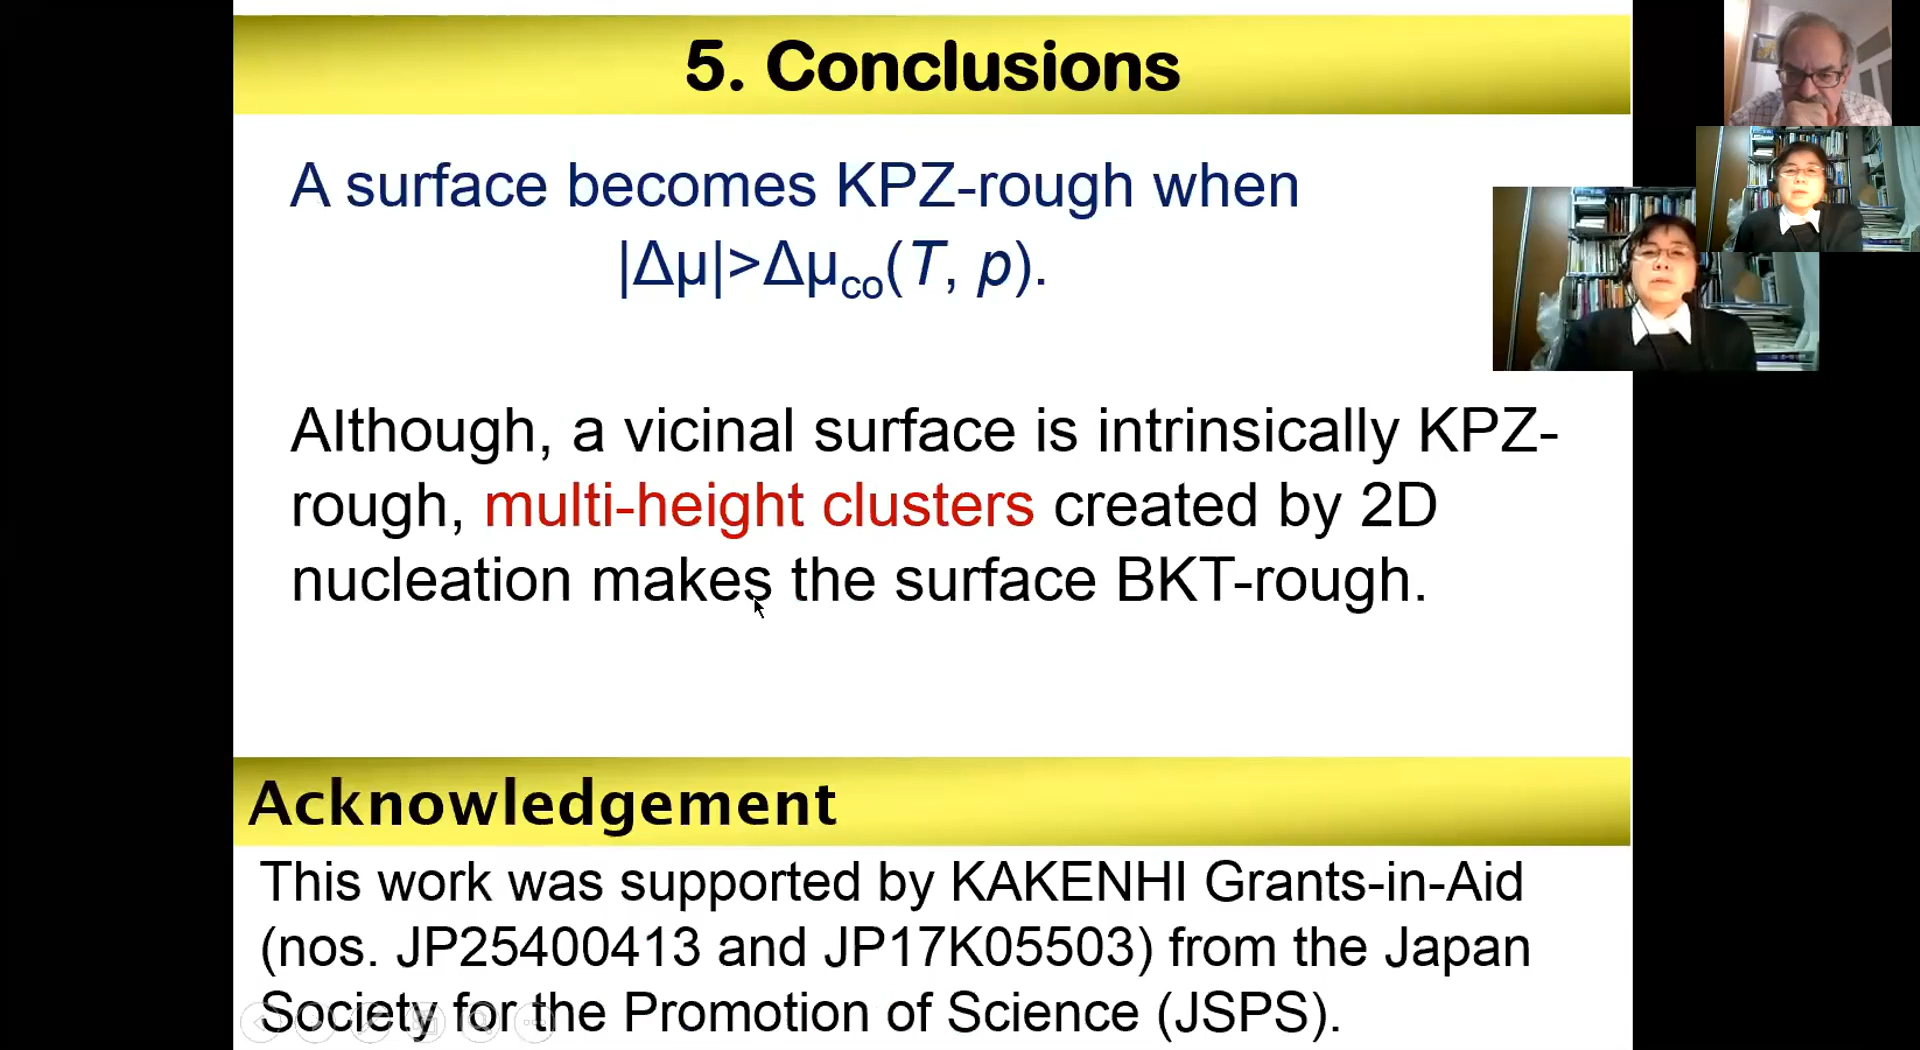 5. Conclusions
A surface becomes KPZ-rough when
|Δμ|>Δμco(T, p).
Although, a vicinal surface is intrinsically KPZ-
rough, multi-height clusters created by 2D
nucleation makes the surface BKT-rough.
Acknowledgement
This work was supported by KAKENHI Grants-in-Aid
(nos. JP25400413 and JP17K05503) from the Japan
Society for the Promotion of Science (JSPS).